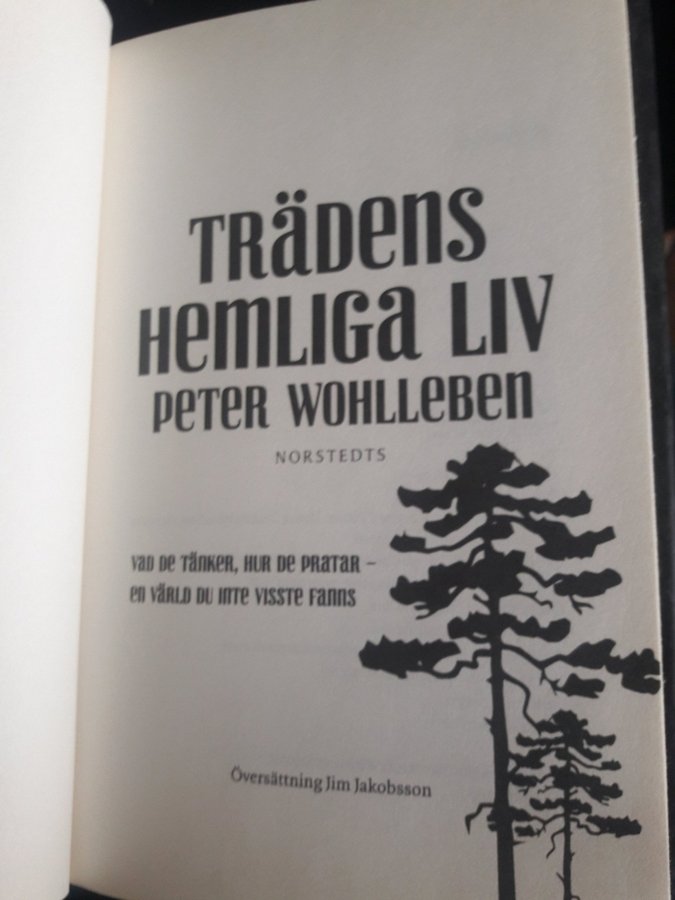 TRÄDENS
HEMLIGA LIV
PETER WOHLLEBEN
NORSTEDTS
VAD DE TÄNKER, HUR DE PRATAR –
EN VÄRLD DU INTE VISSTE FANNS
Översättning Jim Jakobsson